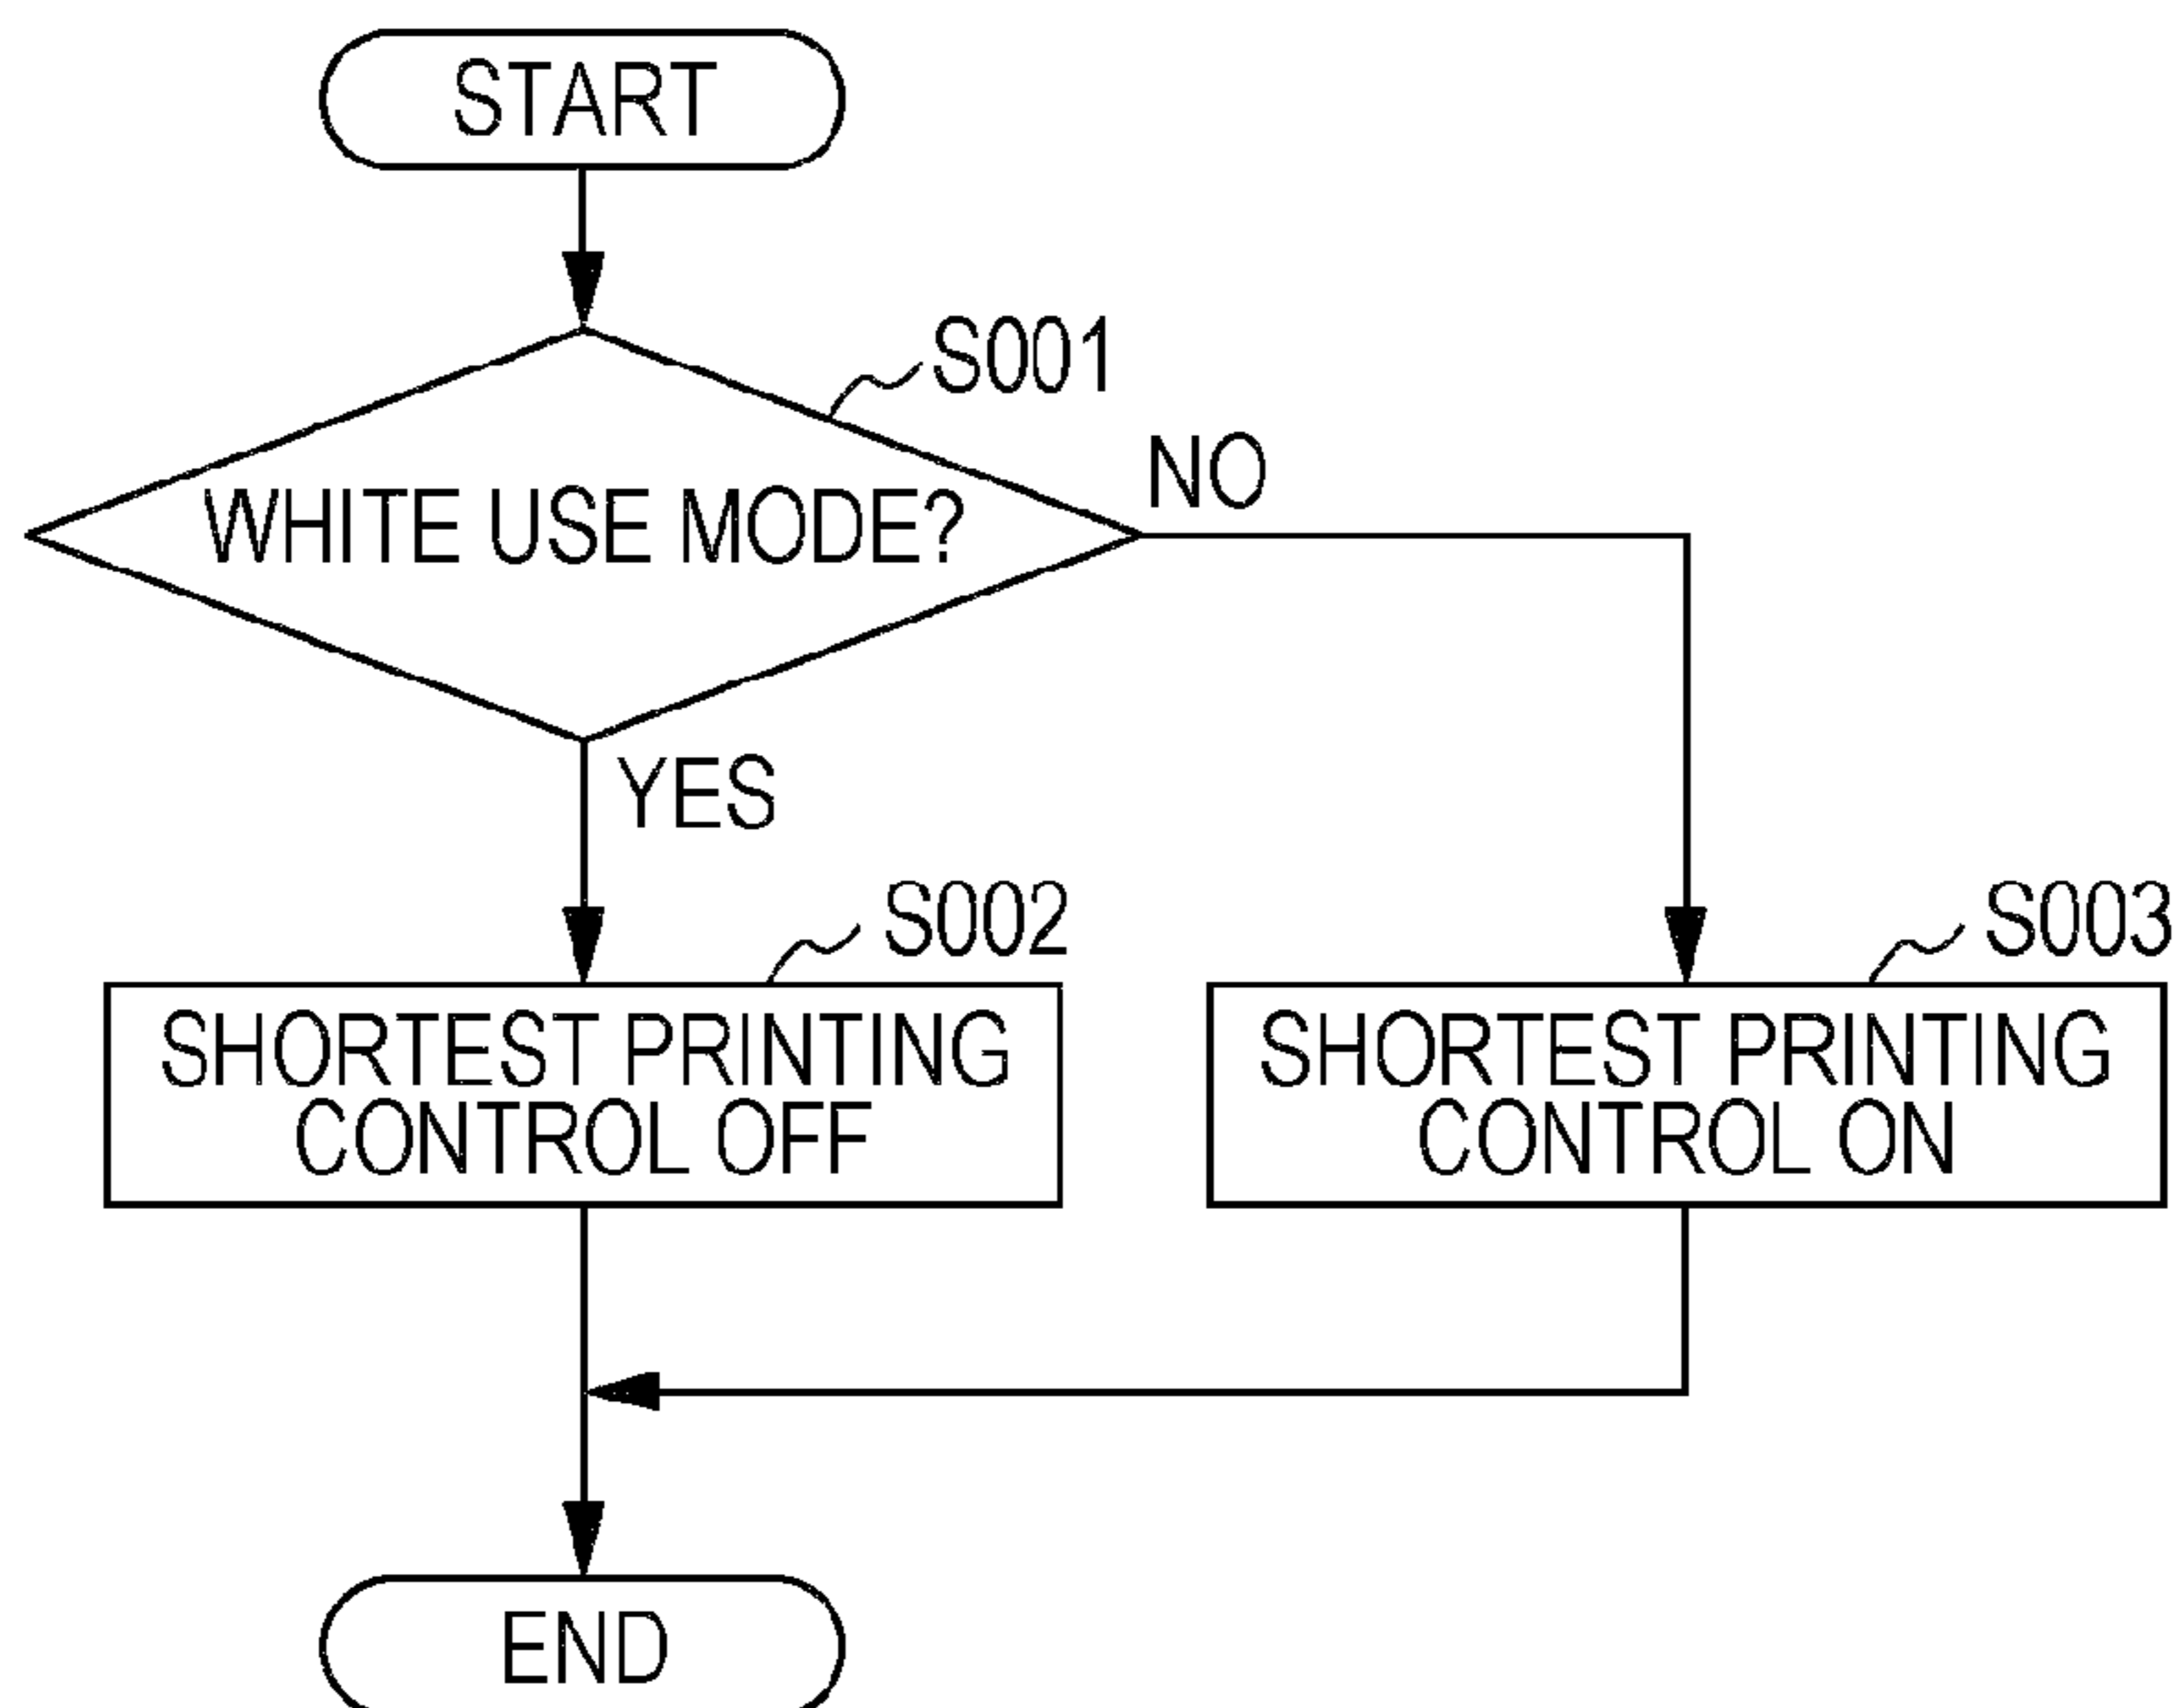 START
S001
WHITE USE MODE?
NO
YES
S002
SHORTEST PRINTING
CONTROL OFF
S003
SHORTEST PRINTING
CONTROL ON
END